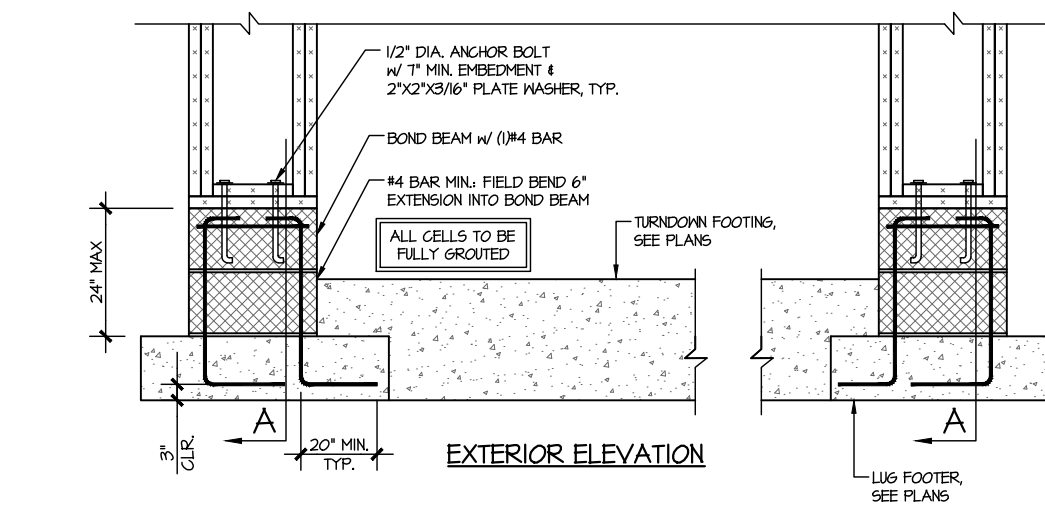 1/2" DIA. ANCHOR BOLT
W/ 7" MIN. EMBEDMENT &
2"X2"X3/16" PLATE WASHER, TYP.
BOND BEAM W/ (1)#4 BAR
#4 BAR MIN.: FIELD BEND 6"
EXTENSION INTO BOND BEAM
ALL CELLS TO BE
FULLY GROUTED
TURNDOWN FOOTING,
SEE PLANS
24" MAX
3"
CLR.
A
20" MIN.
TYP.
EXTERIOR ELEVATION
A
LUG FOOTER,
SEE PLANS